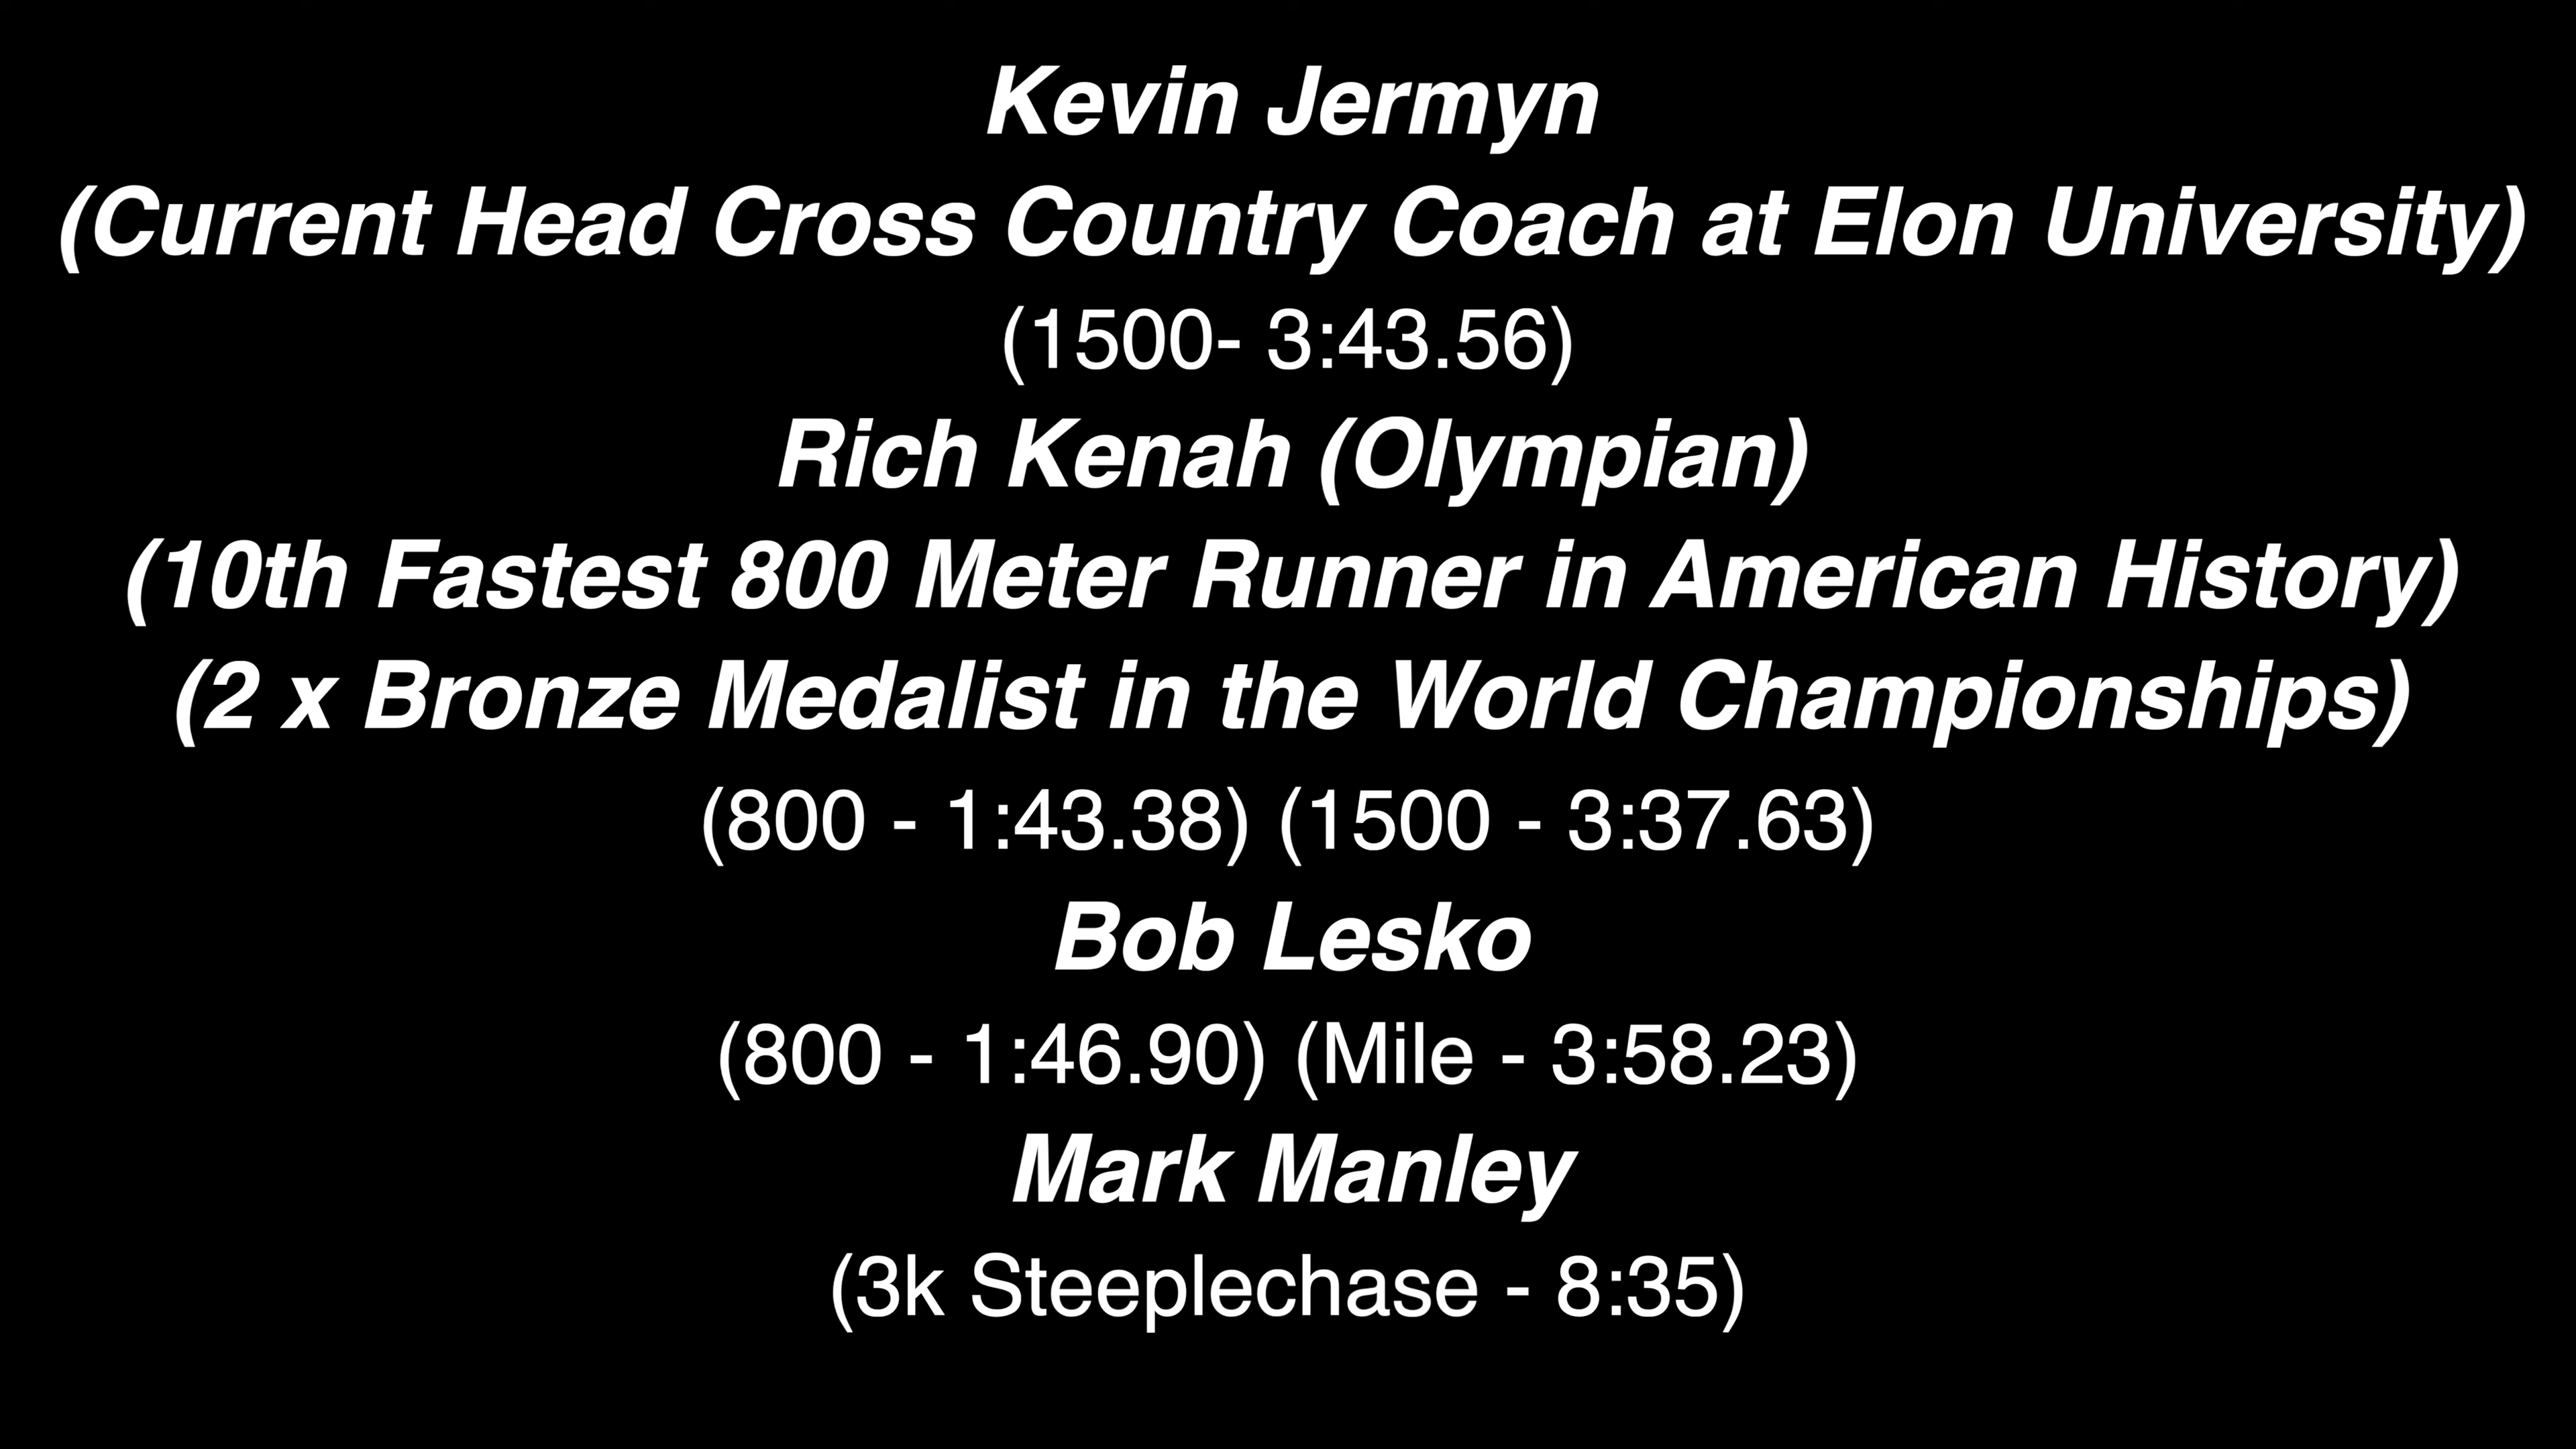 Kevin Jermyn
(Current Head Cross Country Coach at Elon University)
(1500- 3:43.56)
Rich Kenah (Olympian)
(10th Fastest 800 Meter Runner in American History)
(2 x Bronze Medalist in the World Championships)
(800 - 1:43.38) (1500 - 3:37.63)
Bob Lesko
(800 - 1:46.90) (Mile - 3:58.23)
Mark Manley
(3k Steeplechase - 8:35)